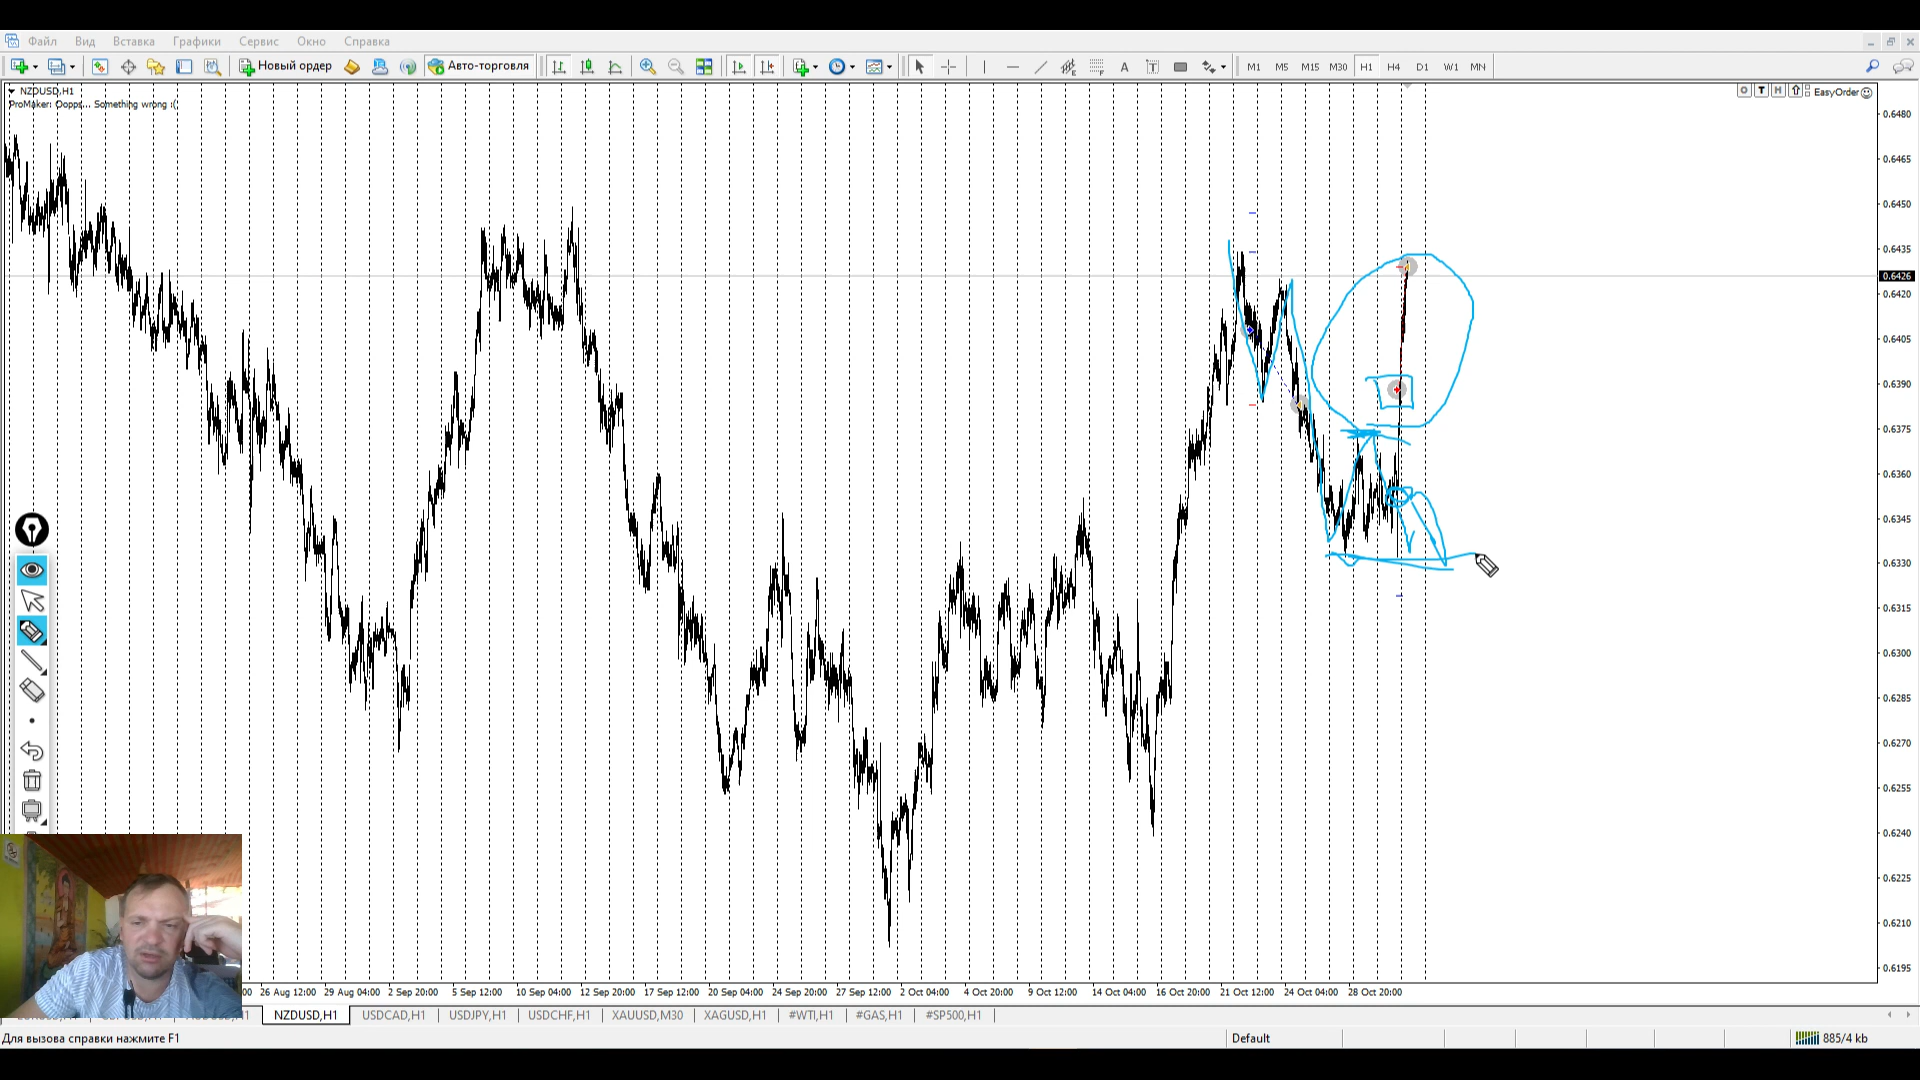 Файл Вид Вставка Графики Сервис Окно Справка
Новый ордер Авто-торговля A T M1 M5 M15 M30 H1 H4 D1 W1 MN
NZDUSD,H1
ProMaker: Oopps... Something wrong :(
O T H EasyOrder
0.6480
0.6465
0.6450
0.6435
0.6426
0.6420
0.6405
0.6390
0.6375
0.6360
0.6345
0.6330
0.6315
0.6300
0.6285
0.6270
0.6255
0.6240
0.6225
0.6210
0.6195
26 Aug 12:00 29 Aug 04:00 2 Sep 20:00 5 Sep 12:00 10 Sep 04:00 12 Sep 20:00 17 Sep 12:00 20 Sep 04:00 24 Sep 20:00 27 Sep 12:00 2 Oct 04:00 4 Oct 20:00 9 Oct 12:00 14 Oct 04:00 16 Oct 20:00 21 Oct 12:00 24 Oct 04:00 28 Oct 20:00
NZDUSD,H1 USDCAD,H1 USDJPY,H1 USDCHF,H1 XAUUSD,M30 XAGUSD,H1 #WTI,H1 #GAS,H1 #SP500,H1
Для вызова справки нажмите F1 Default 885/4 kb